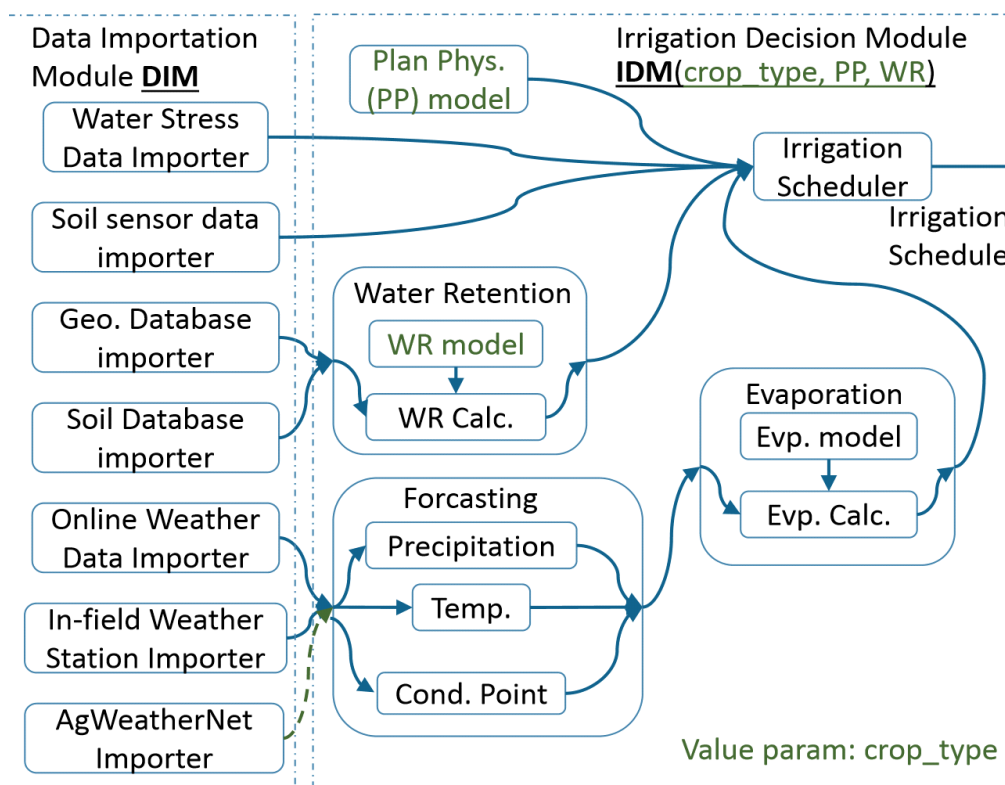 Data Importation
Module DIM
Water Stress
Data Importer
Soil sensor data
importer
Geo. Database
importer
Soil Database
importer
Online Weather
Data Importer
In-field Weather
Station Importer
AgWeatherNet
Importer
Plan Phys.
(PP) model
Irrigation Decision Module
IDM(crop_type, PP, WR)
Irrigation
Scheduler
Irrigation
Schedule
Water Retention
WR model
WR Calc.
Evaporation
Evp. model
Evp. Calc.
Forcasting
Precipitation
Temp.
Cond. Point
Value param: crop_type